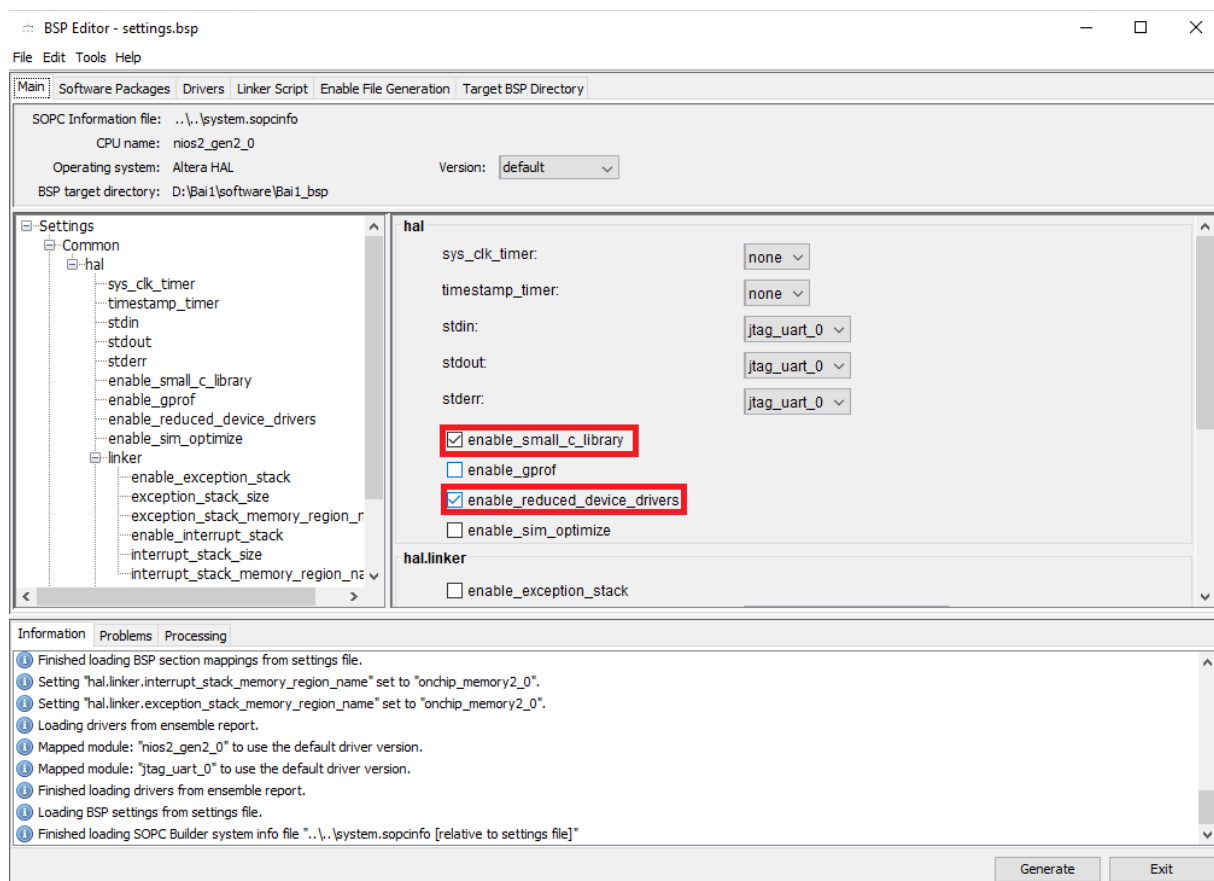 BSP Editor - settings.bsp
File Edit Tools Help
Main Software Packages Drivers Linker Script Enable File Generation Target BSP Directory
SOPC Information file: ..\..\system.sopcinfo
CPU name: nios2_gen2_0
Operating system: Altera HAL Version: default
BSP target directory: D:\Bai1\software\Bai1_bsp
Settings
Common
hal
sys_clk_timer
timestamp_timer
stdin
stdout
stderr
enable_small_c_library
enable_gprof
enable_reduced_device_drivers
enable_sim_optimize
linker
enable_exception_stack
exception_stack_size
exception_stack_memory_region_n
enable_interrupt_stack
interrupt_stack_size
interrupt_stack_memory_region_na
hal
sys_clk_timer: none
timestamp_timer: none
stdin: jtag_uart_0
stdout: jtag_uart_0
stderr: jtag_uart_0
enable_small_c_library
enable_gprof
enable_reduced_device_drivers
enable_sim_optimize
hal.linker
enable_exception_stack
Information Problems Processing
Finished loading BSP section mappings from settings file.
Setting "hal.linker.interrupt_stack_memory_region_name" set to "onchip_memory2_0".
Setting "hal.linker.exception_stack_memory_region_name" set to "onchip_memory2_0".
Loading drivers from ensemble report.
Mapped module: "nios2_gen2_0" to use the default driver version.
Mapped module: "jtag_uart_0" to use the default driver version.
Finished loading drivers from ensemble report.
Loading BSP settings from settings file.
Finished loading SOPC Builder system info file "..\..\system.sopcinfo [relative to settings file]"
Generate Exit